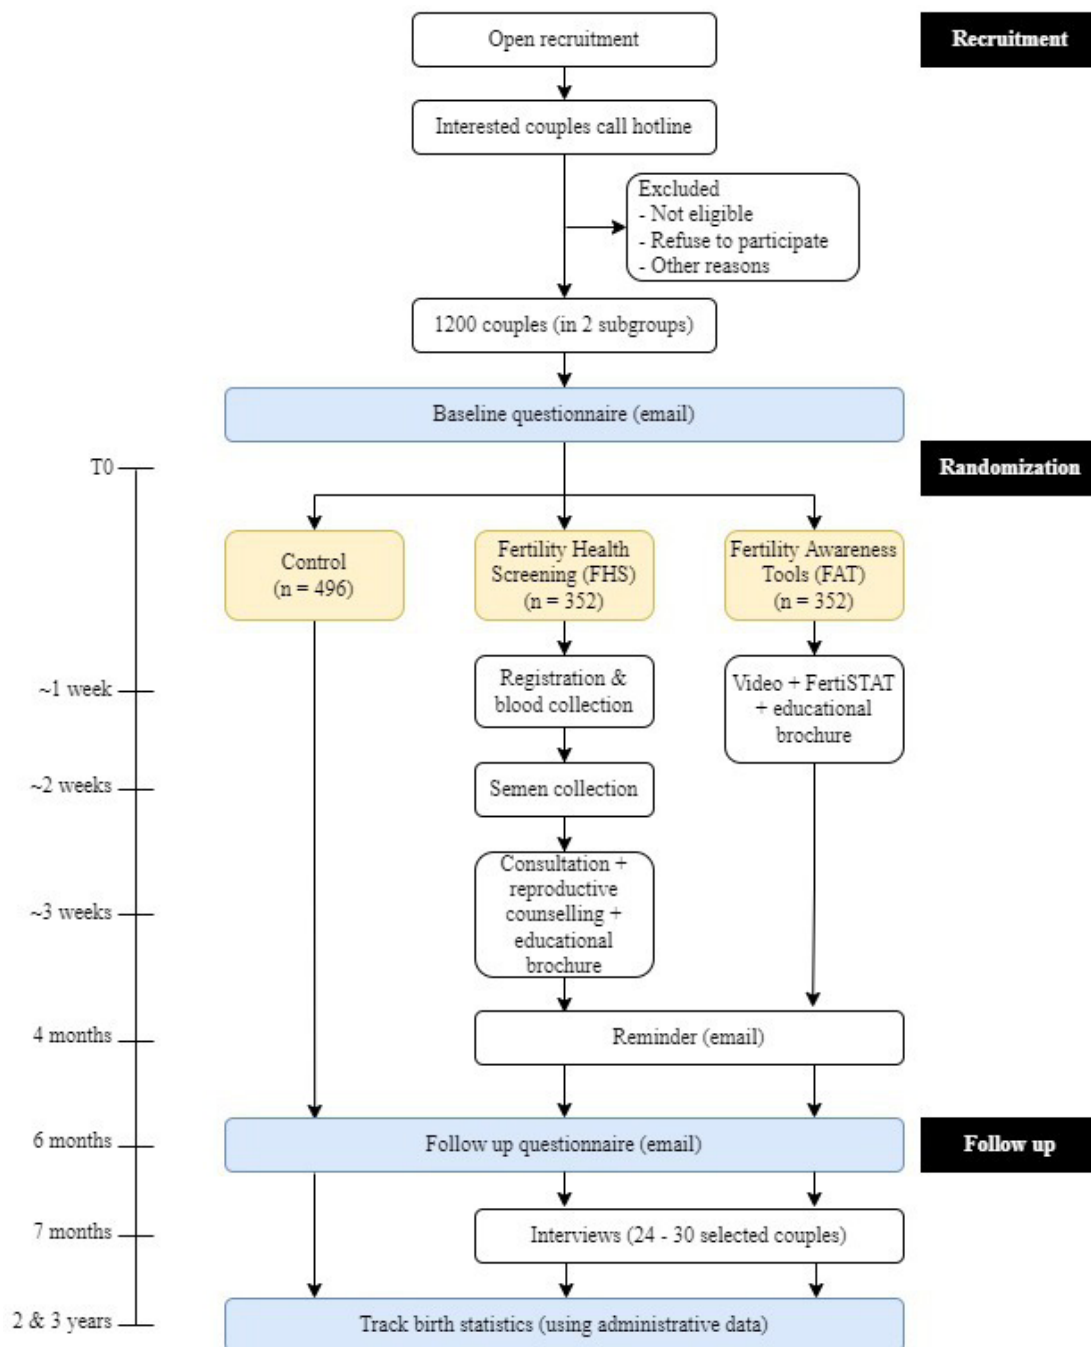 Open recruitment
Recruitment
Interested couples call hotline
Excluded
- Not eligible
- Refuse to participate
- Other reasons
1200 couples (in 2 subgroups)
Baseline questionnaire (email)
T0
Randomization
Control
(n = 496)
Fertility Health
Screening (FHS)
(n = 352)
Fertility Awareness
Tools (FAT)
(n = 352)
~1 week
Registration &
blood collection
Video + FertiSTAT
+ educational
brochure
~2 weeks
Semen collection
~3 weeks
Consultation +
reproductive
counselling +
educational
brochure
4 months
Reminder (email)
6 months
Follow up questionnaire (email)
Follow up
7 months
Interviews (24 - 30 selected couples)
2 & 3 years
Track birth statistics (using administrative data)